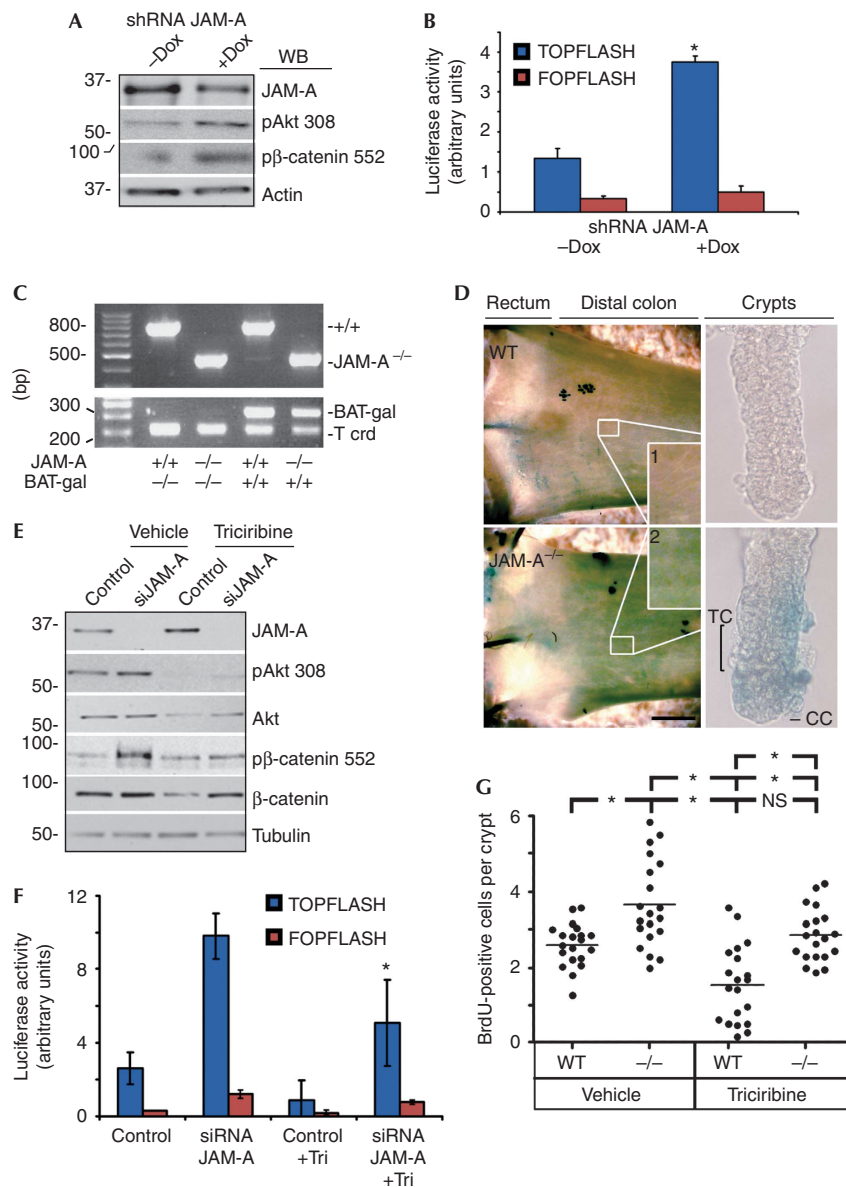 A
shRNA JAM-A
–Dox +Dox WB
37- JAM-A
50- pAkt 308
100 pβ-catenin 552
37- Actin
B
TOPFLASH
FOPFLASH
Luciferase activity
(arbitrary units)
4
3
2
1
0
shRNA JAM-A
–Dox +Dox
*
C
(bp)
800- -+/+
500- -JAM-A–/–
300 -BAT-gal
200 -T crd
JAM-A +/+ –/– +/+ –/–
BAT-gal –/– –/– +/+ +/+
D
Rectum Distal colon Crypts
WT
1
JAM-A–/–
2
TC
– CC
E
Vehicle Triciribine
Control siJAM-A Control siJAM-A
37- JAM-A
50- pAkt 308
50- Akt
100- pβ-catenin 552
100- β-catenin
50- Tubulin
F
TOPFLASH
FOPFLASH
Luciferase activity
(arbitrary units)
12
8
4
0
*
Control siRNA JAM-A Control +Tri siRNA JAM-A +Tri
G
*
* *
* * NS
BrdU-positive cells per crypt
6
4
2
0
WT –/– WT –/–
Vehicle Triciribine